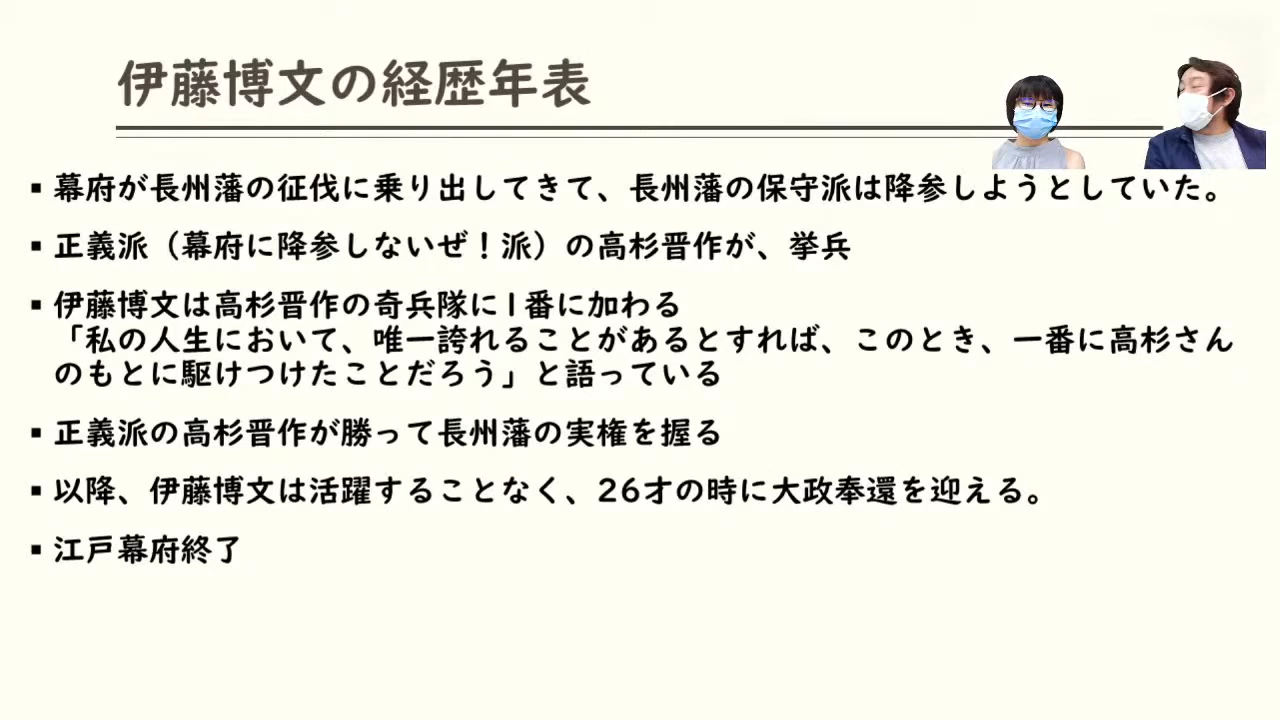 伊藤博文の経歴年表
▪ 幕府が長州藩の征伐に乗り出してきて、長州藩の保守派は降参しようとしていた。
▪ 正義派（幕府に降参しないぜ！派）の高杉晋作が、挙兵
▪ 伊藤博文は高杉晋作の奇兵隊に1番に加わる
「私の人生において、唯一誇れることがあるとすれば、このとき、一番に高杉さん
のもとに駆けつけたことだろう」と語っている
▪ 正義派の高杉晋作が勝って長州藩の実権を握る
▪ 以降、伊藤博文は活躍することなく、26才の時に大政奉還を迎える。
▪ 江戸幕府終了